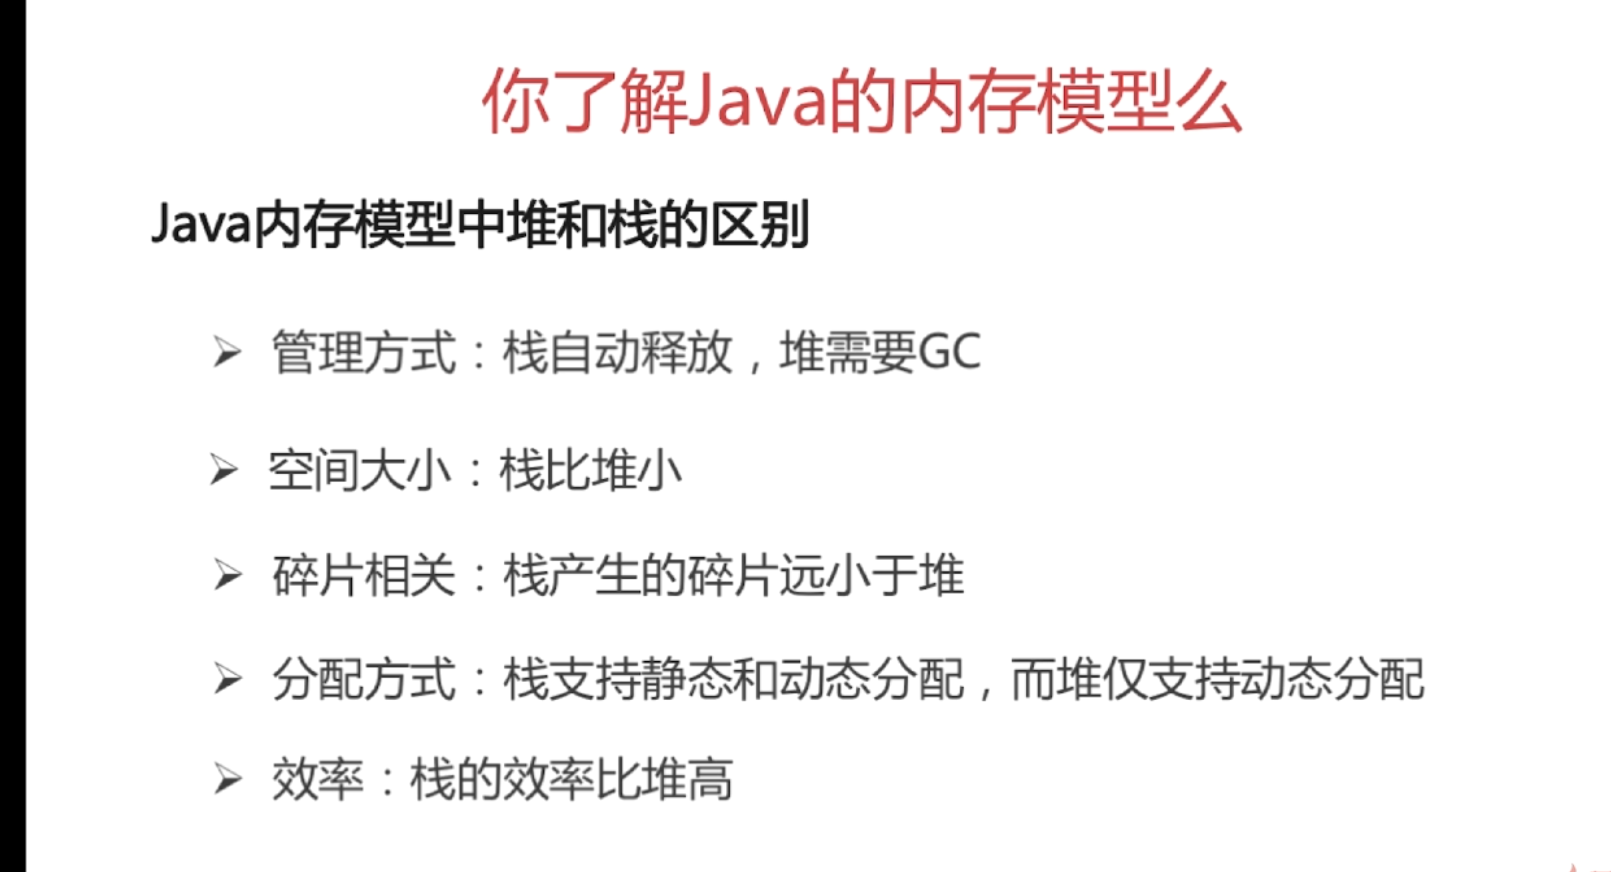 你了解Java的内存模型么
Java内存模型中堆和栈的区别
管理方式：栈自动释放，堆需要GC
空间大小：栈比堆小
碎片相关：栈产生的碎片远小于堆
分配方式：栈支持静态和动态分配，而堆仅支持动态分配
效率：栈的效率比堆高